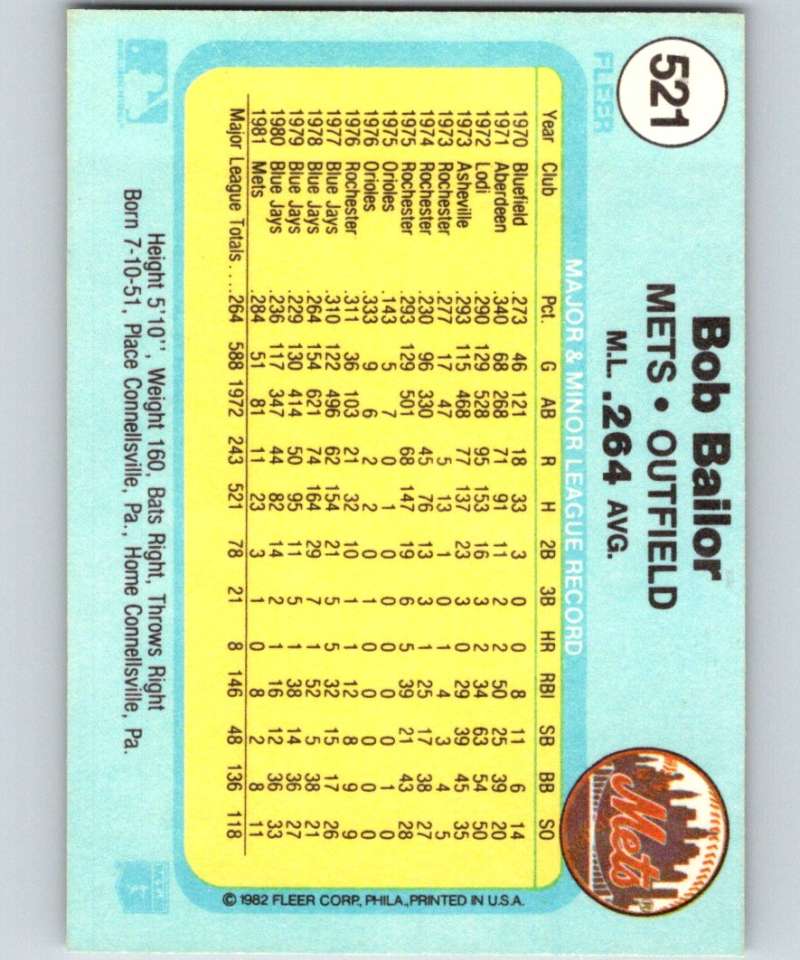 521
FLEER
Bob Bailor
METS • OUTFIELD
M.L. .264 AVG.
Mets
MAJOR & MINOR LEAGUE RECORD
Year Club Pct. G AB R H 2B 3B HR RBI SB BB SO
1970 Bluefield .273 46 121 18 33 3 0 0 8 11 6 14
1971 Aberdeen .340 68 268 71 91 11 2 2 50 25 39 20
1972 Lodi .290 129 528 95 153 16 3 2 34 63 54 50
1973 Asheville .293 115 468 77 137 23 3 0 29 39 45 35
1973 Rochester .277 17 47 5 13 1 0 1 4 3 4 5
1974 Rochester .230 96 330 45 76 13 3 1 25 17 38 27
1975 Rochester .293 129 501 68 147 19 6 5 39 21 43 28
1975 Orioles .143 5 7 0 1 0 0 0 0 0 1 0
1976 Orioles .333 9 6 2 2 0 1 0 0 0 0 0
1976 Rochester .311 36 103 21 32 10 1 1 12 8 9 9
1977 Blue Jays .310 122 496 62 154 21 5 5 32 15 17 26
1978 Blue Jays .264 154 621 74 164 29 7 1 52 5 38 21
1979 Blue Jays .229 130 414 50 95 11 5 1 38 14 36 27
1980 Blue Jays .236 117 347 44 82 14 2 1 16 12 36 33
1981 Mets .284 51 81 11 23 3 1 0 8 2 8 11
Major League Totals .... .264 588 1972 243 521 78 21 8 146 48 136 118
© 1982 FLEER CORP., PHILA., PRINTED IN U.S.A.
Height 5'10", Weight 160, Bats Right, Throws Right
Born 7-10-51, Place Connellsville, Pa., Home Connellsville, Pa.